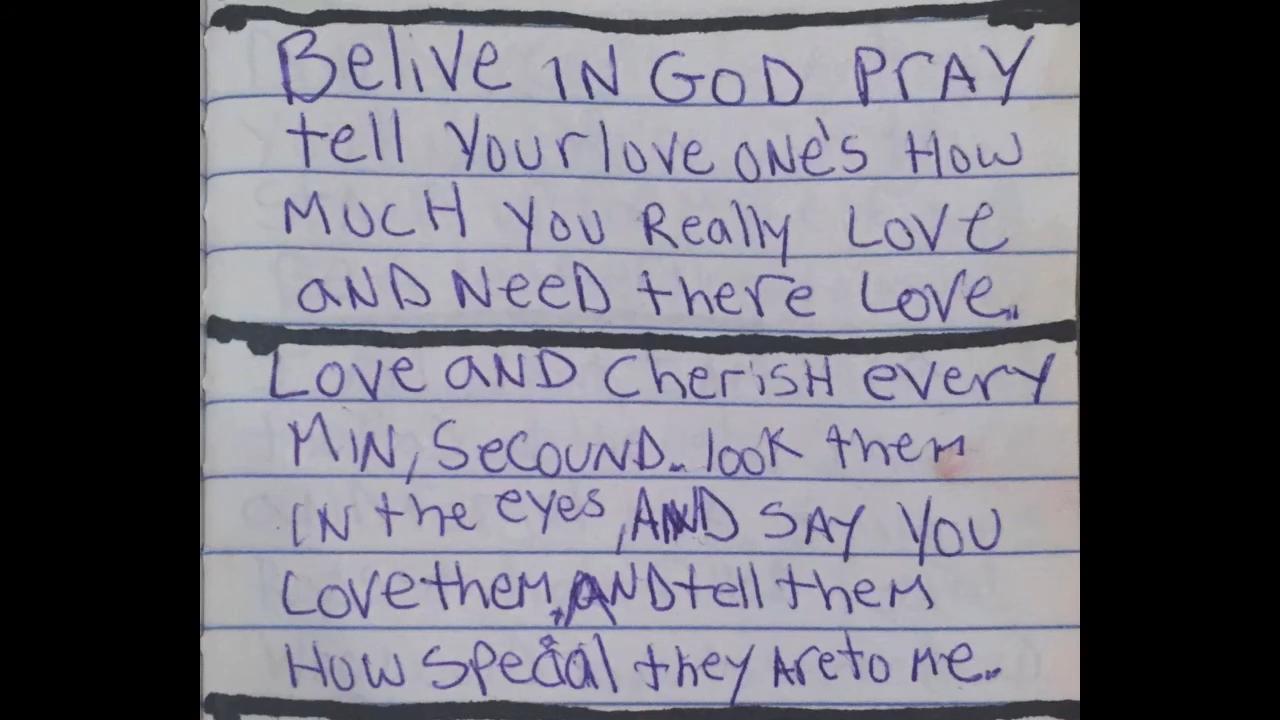 Belive IN GOD PrAY
tell Your love ONe's How
MUCH YOU Really Love
aND NeeD there Love..
Love aND CherisH every
MIN, SecOUND.. look them
IN the eyes, AND SAY YOU
Love them, AND tell them
How special they Are to Me..